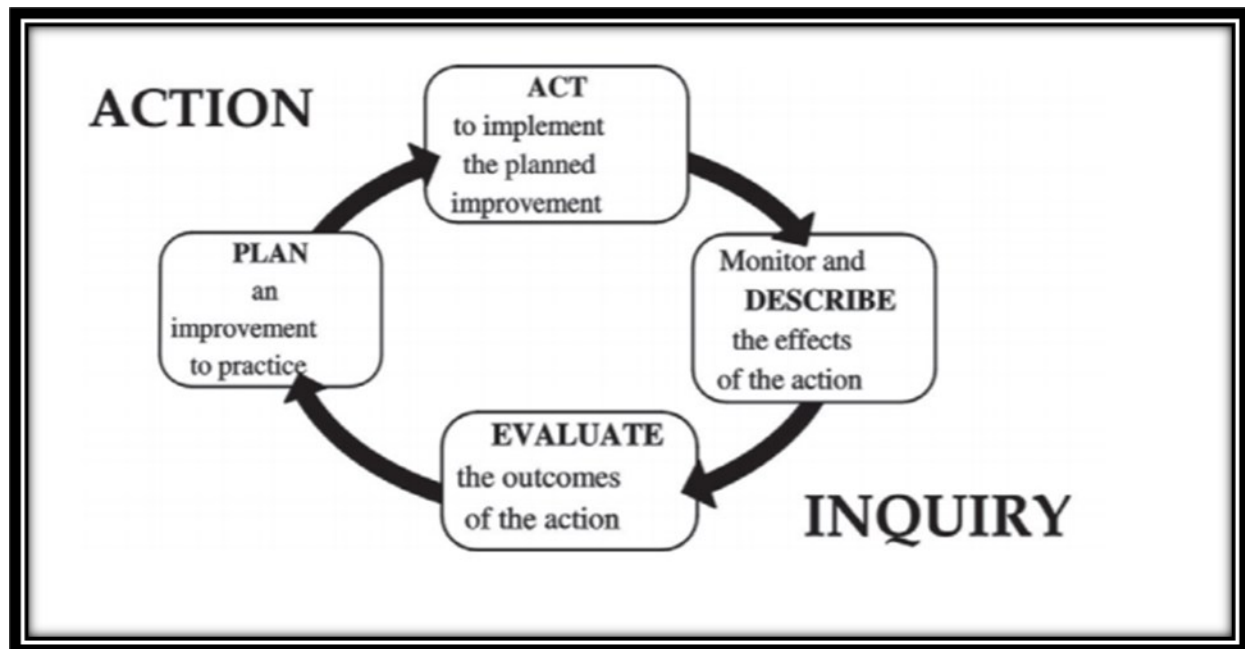 ACTION
ACT
to implement
the planned
improvement
PLAN
an
improvement
to practice
Monitor and
DESCRIBE
the effects
of the action
EVALUATE
the outcomes
of the action
INQUIRY